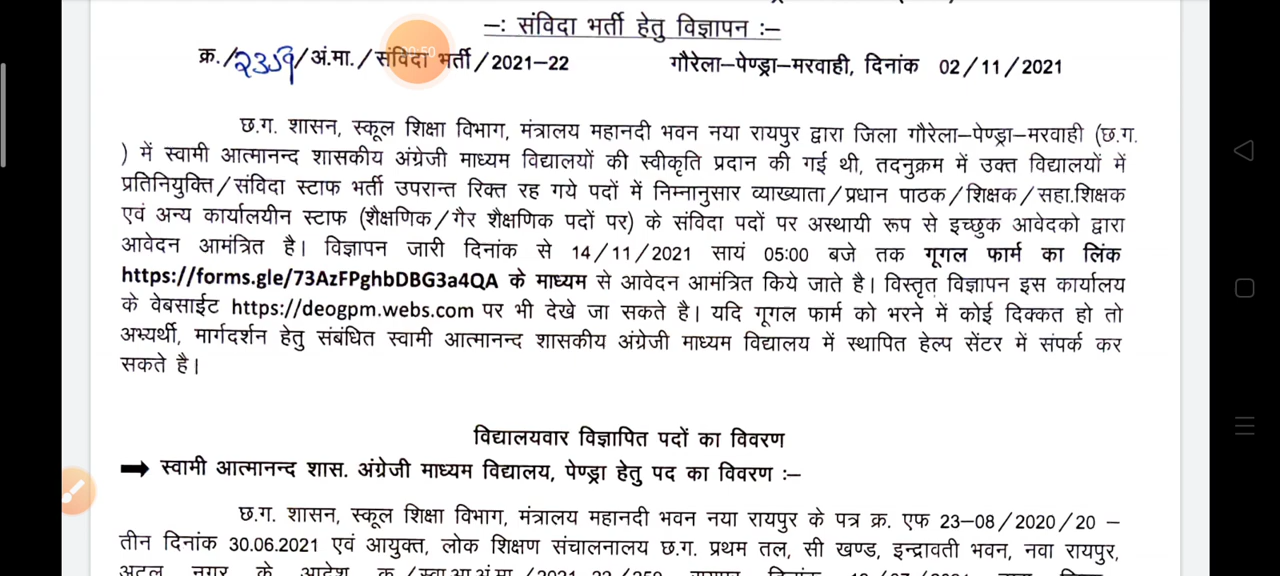 –: संविदा भर्ती हेतु विज्ञापन :–
क्र./2359/अं.मा./संविदा भर्ती/2021–22 गौरेला–पेण्ड्रा–मरवाही, दिनांक 02/11/2021
छ.ग. शासन, स्कूल शिक्षा विभाग, मंत्रालय महानदी भवन नया रायपुर द्वारा जिला गौरेला–पेण्ड्रा–मरवाही (छ.ग.
) में स्वामी आत्मानन्द शासकीय अंग्रेजी माध्यम विद्यालयों की स्वीकृति प्रदान की गई थी, तदनुक्रम में उक्त विद्यालयों में
प्रतिनियुक्ति/संविदा स्टाफ भर्ती उपरान्त रिक्त रह गये पदों में निम्नानुसार व्याख्याता/प्रधान पाठक/शिक्षक/सहा.शिक्षक
एवं अन्य कार्यालयीन स्टाफ (शैक्षणिक/गैर शैक्षणिक पदों पर) के संविदा पदों पर अस्थायी रूप से इच्छुक आवेदको द्वारा
आवेदन आमंत्रित है। विज्ञापन जारी दिनांक से 14/11/2021 सायं 05:00 बजे तक गूगल फार्म का लिंक
https://forms.gle/73AzFPghbDBG3a4QA के माध्यम से आवेदन आमंत्रित किये जाते है। विस्तृत विज्ञापन इस कार्यालय
के वेबसाईट https://deogpm.webs.com पर भी देखे जा सकते है। यदि गूगल फार्म को भरने में कोई दिक्कत हो तो
अभ्यर्थी, मार्गदर्शन हेतु संबंधित स्वामी आत्मानन्द शासकीय अंग्रेजी माध्यम विद्यालय में स्थापित हेल्प सेंटर में संपर्क कर
सकते है।
विद्यालयवार विज्ञापित पदों का विवरण
➡ स्वामी आत्मानन्द शास. अंग्रेजी माध्यम विद्यालय, पेण्ड्रा हेतु पद का विवरण :–
छ.ग. शासन, स्कूल शिक्षा विभाग, मंत्रालय महानदी भवन नया रायपुर के पत्र क्र. एफ 23–08/2020/20 –
तीन दिनांक 30.06.2021 एवं आयुक्त, लोक शिक्षण संचालनालय छ.ग. प्रथम तल, सी खण्ड, इन्द्रावती भवन, नवा रायपुर,
अटल नगर के आदेश